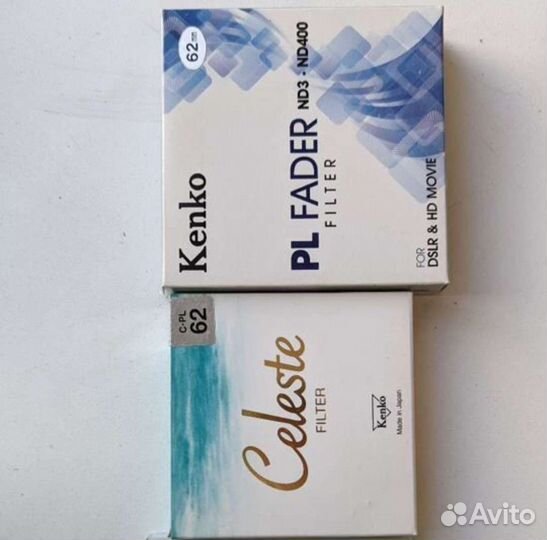 62mm
Kenko
PL FADER ND3 - ND400
FILTER
FOR
DSLR & HD MOVIE
C-PL
62
Celeste
FILTER
Kenko
Made in Japan
Avito